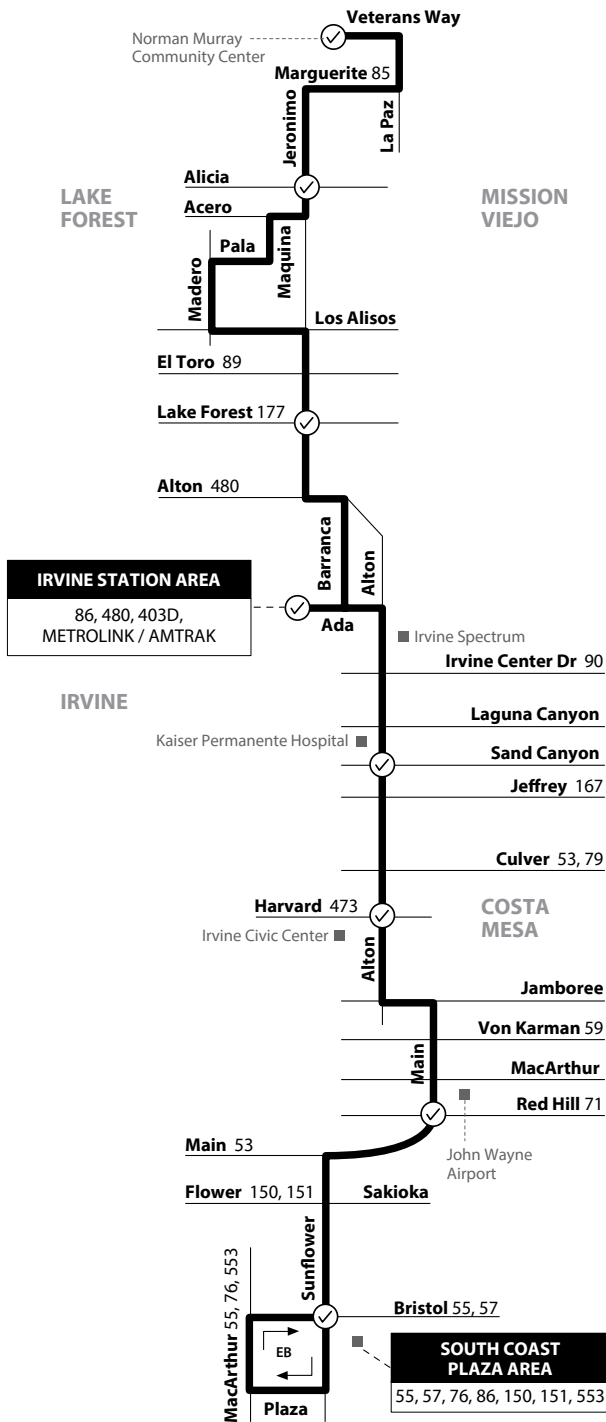 Veterans Way
Norman Murray
Community Center
Marguerite 85
Jeronimo
La Paz
Alicia
LAKE
FOREST
MISSION
VIEJO
Acero
Pala
Maquina
Madero
Los Alisos
El Toro 89
Lake Forest 177
Alton 480
Barranca
Alton
IRVINE STATION AREA
86, 480, 403D,
METROLINK / AMTRAK
Ada
Irvine Spectrum
Irvine Center Dr 90
IRVINE
Laguna Canyon
Kaiser Permanente Hospital
Sand Canyon
Jeffrey 167
Culver 53, 79
Harvard 473
COSTA
MESA
Irvine Civic Center
Alton
Jamboree
Von Karman 59
Main
MacArthur
Red Hill 71
Main 53
John Wayne
Airport
Flower 150, 151
Sakioka
Sunflower
MacArthur 55, 76, 553
Bristol 55, 57
EB
SOUTH COAST
PLAZA AREA
55, 57, 76, 86, 150, 151, 553
Plaza